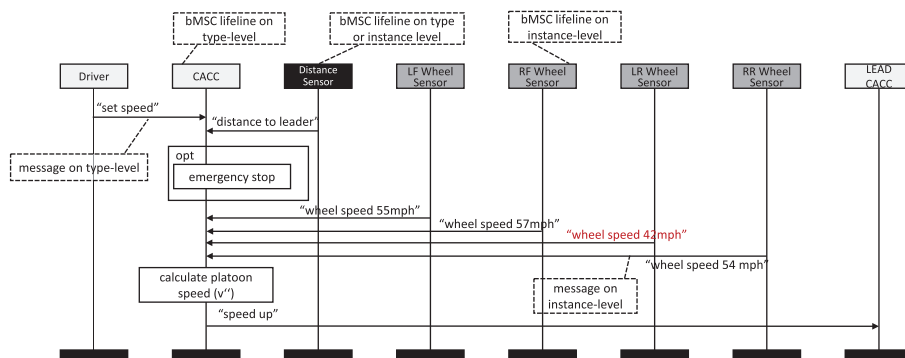 bMSC lifeline on
type-level
bMSC lifeline on type
or instance level
bMSC lifeline on
instance-level
Driver
CACC
Distance
Sensor
LF Wheel
Sensor
RF Wheel
Sensor
LR Wheel
Sensor
RR Wheel
Sensor
LEAD
CACC
“set speed”
“distance to leader”
message on type-level
opt
emergency stop
“wheel speed 55mph”
“wheel speed 57mph”
“wheel speed 42mph”
“wheel speed 54 mph”
calculate platoon
speed (v‘‘)
message on
instance-level
“speed up”